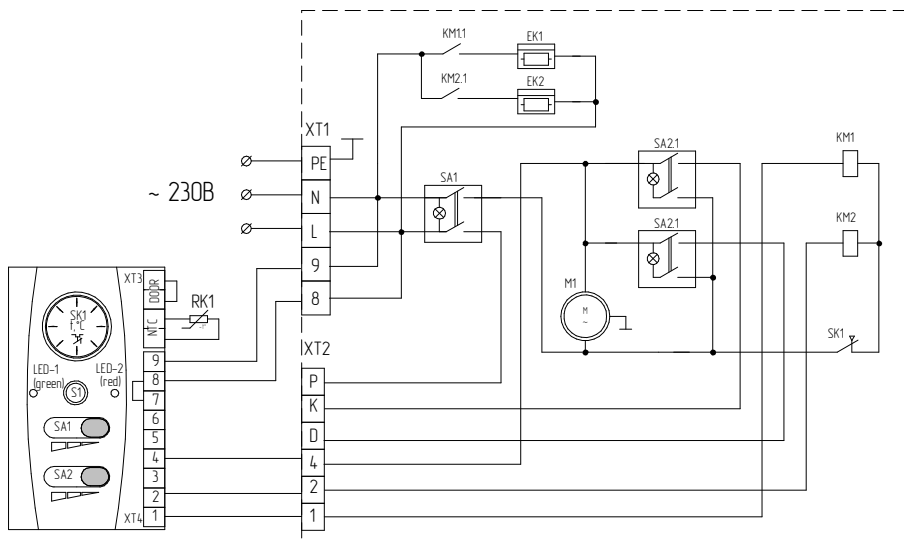 KM1.1
EK1
KM2.1
EK2
XT1
PE
~ 230В
N
L
9
8
SA1
SA2.1
SA2.1
KM1
KM2
M1
M
~
SK1
XT3
DOOR
NTC
RK1
SK1
t,°C
LED-1
(green)
LED-2
(red)
S1
SA1
SA2
9
8
7
6
5
4
3
2
1
XT4
XT2
P
K
D
4
2
1